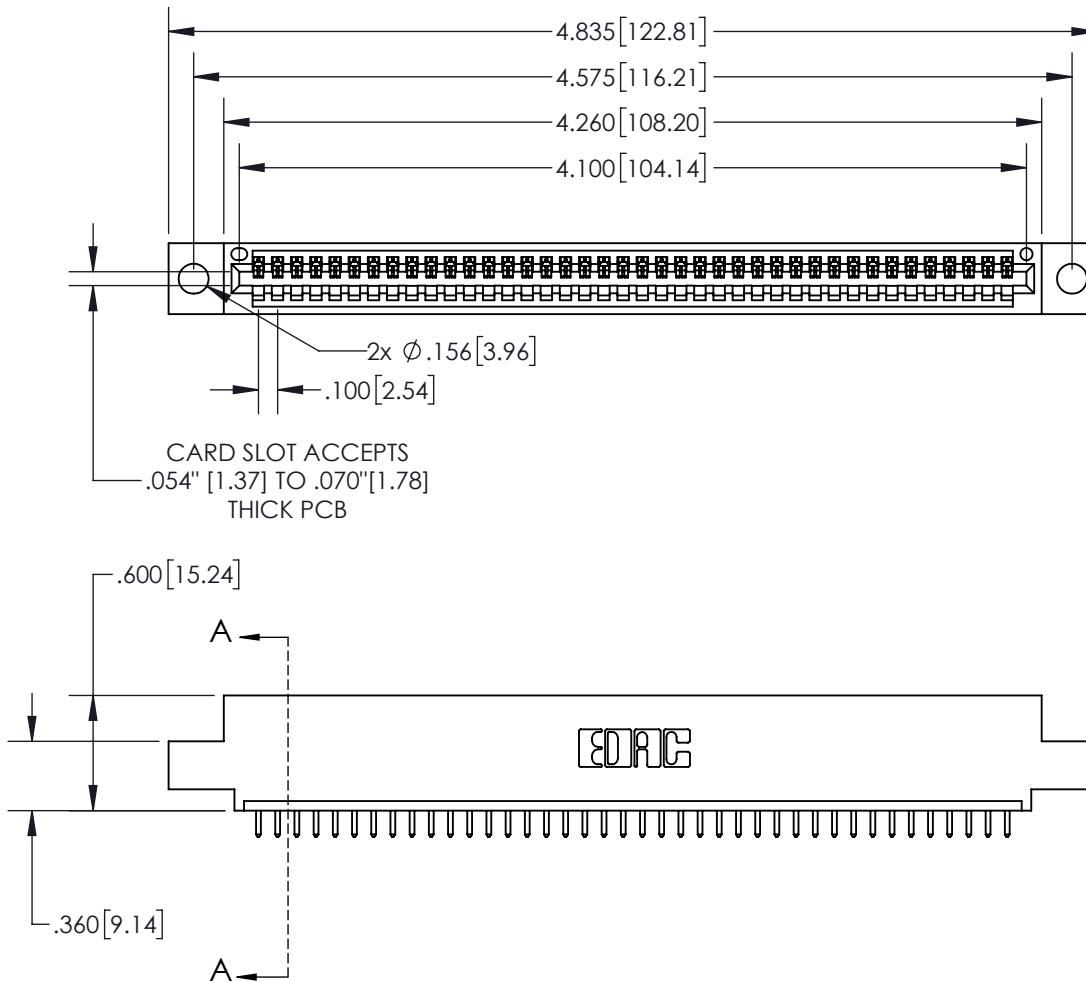 4.835[122.81]
4.575[116.21]
4.260[108.20]
4.100[104.14]
2x Ø.156[3.96]
.100[2.54]
CARD SLOT ACCEPTS
.054" [1.37] TO .070"[1.78]
THICK PCB
.600[15.24]
A
EDAC
.360[9.14]
A